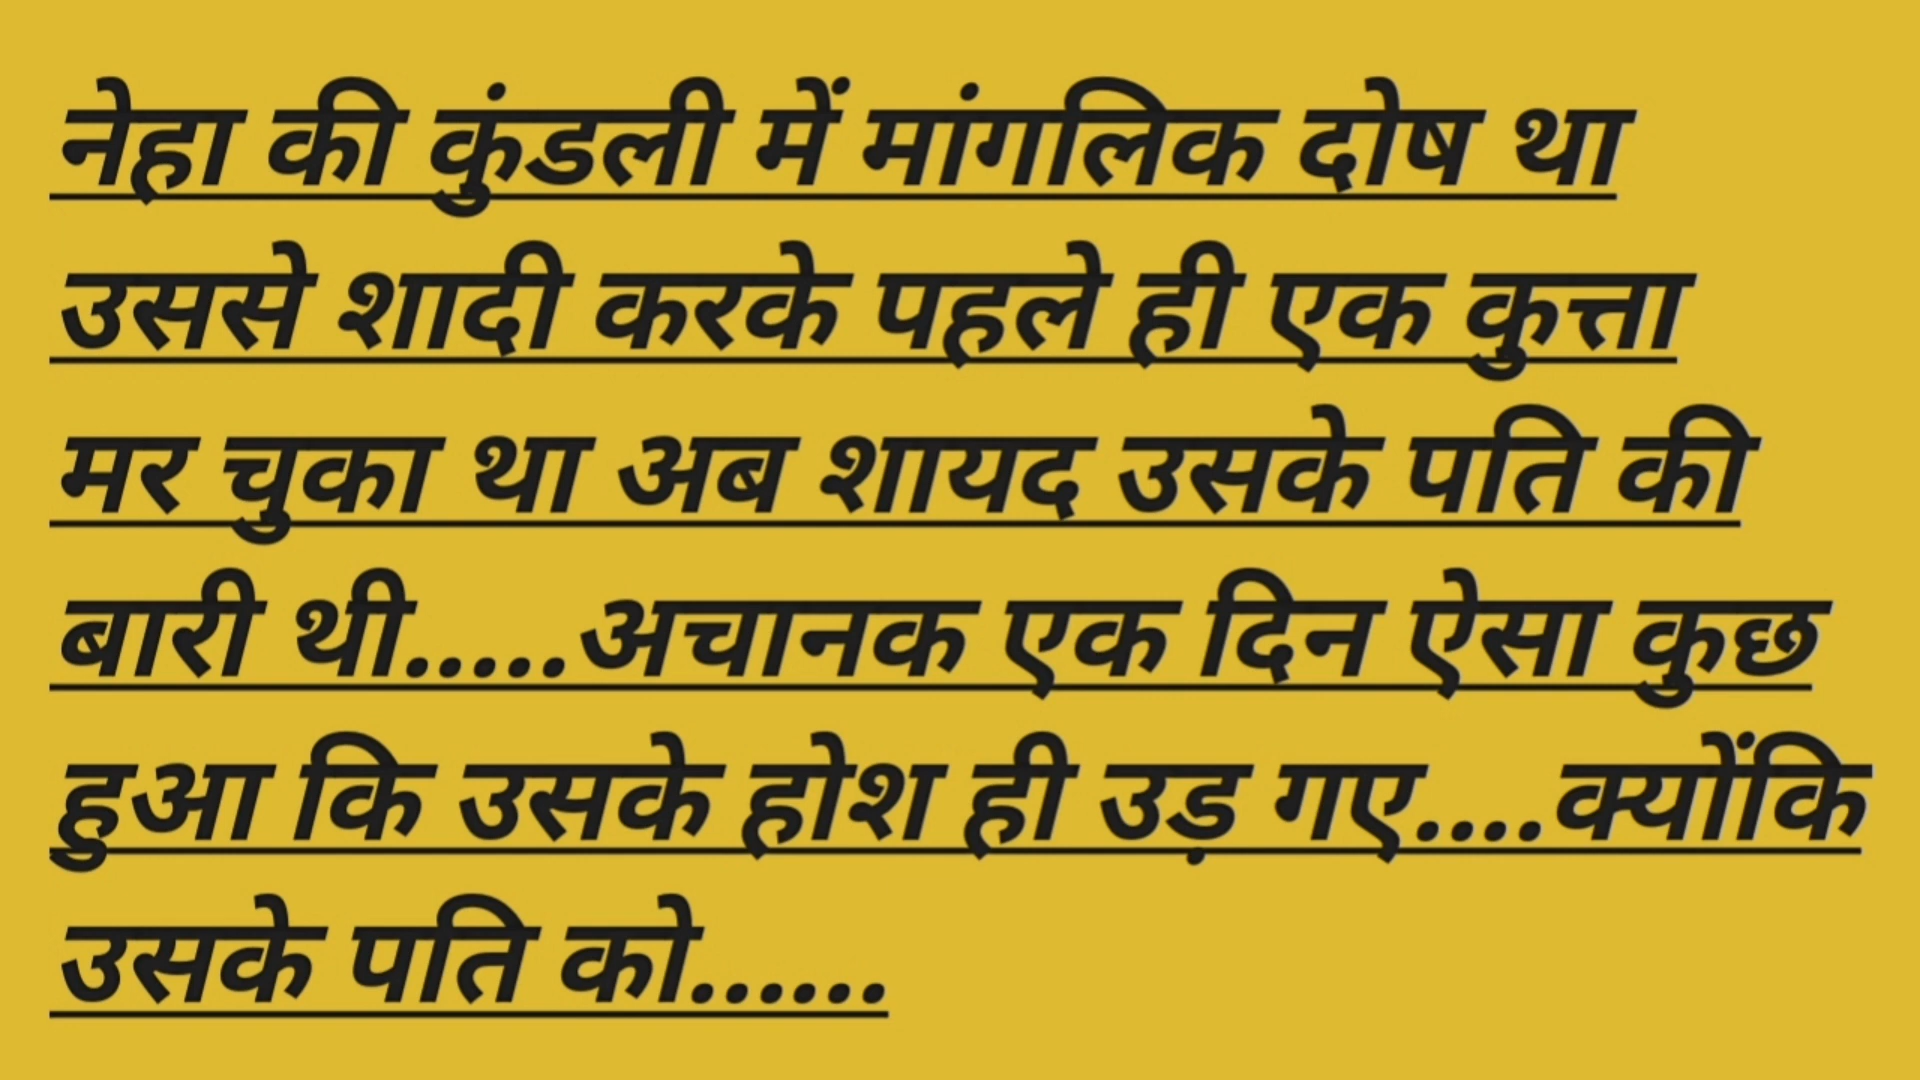 नेहा की कुंडली में मांगलिक दोष था
उससे शादी करके पहले ही एक कुत्ता
मर चुका था अब शायद उसके पति की
बारी थी.....अचानक एक दिन ऐसा कुछ
हुआ कि उसके होश ही उड़ गए....क्योंकि
उसके पति को......